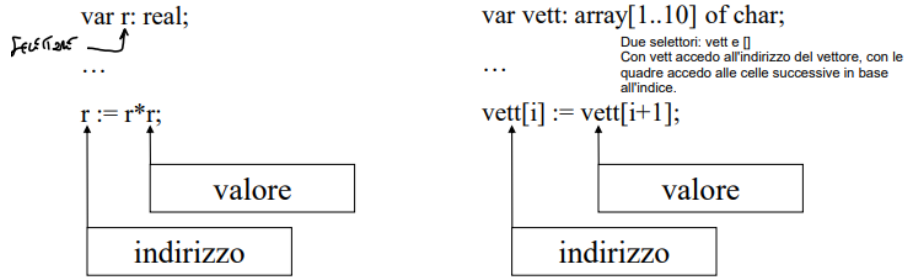 var r: real;
SELETTORE
…
r := r*r;
valore
indirizzo
var vett: array[1..10] of char;
Due selettori: vett e []
Con vett accedo all'indirizzo del vettore, con le
quadre accedo alle celle successive in base
all'indice.
…
vett[i] := vett[i+1];
valore
indirizzo